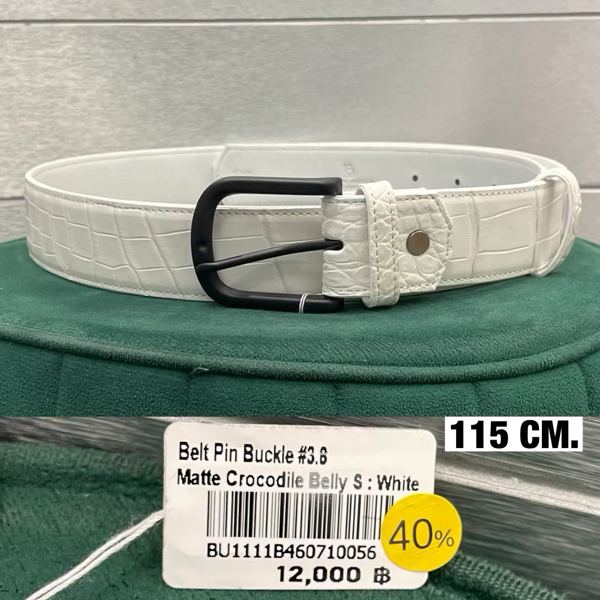 115 CM.
Belt Pin Buckle #3.8
Matte Crocodile Belly S : White
40%
BU1111B460710056
12,000 ฿